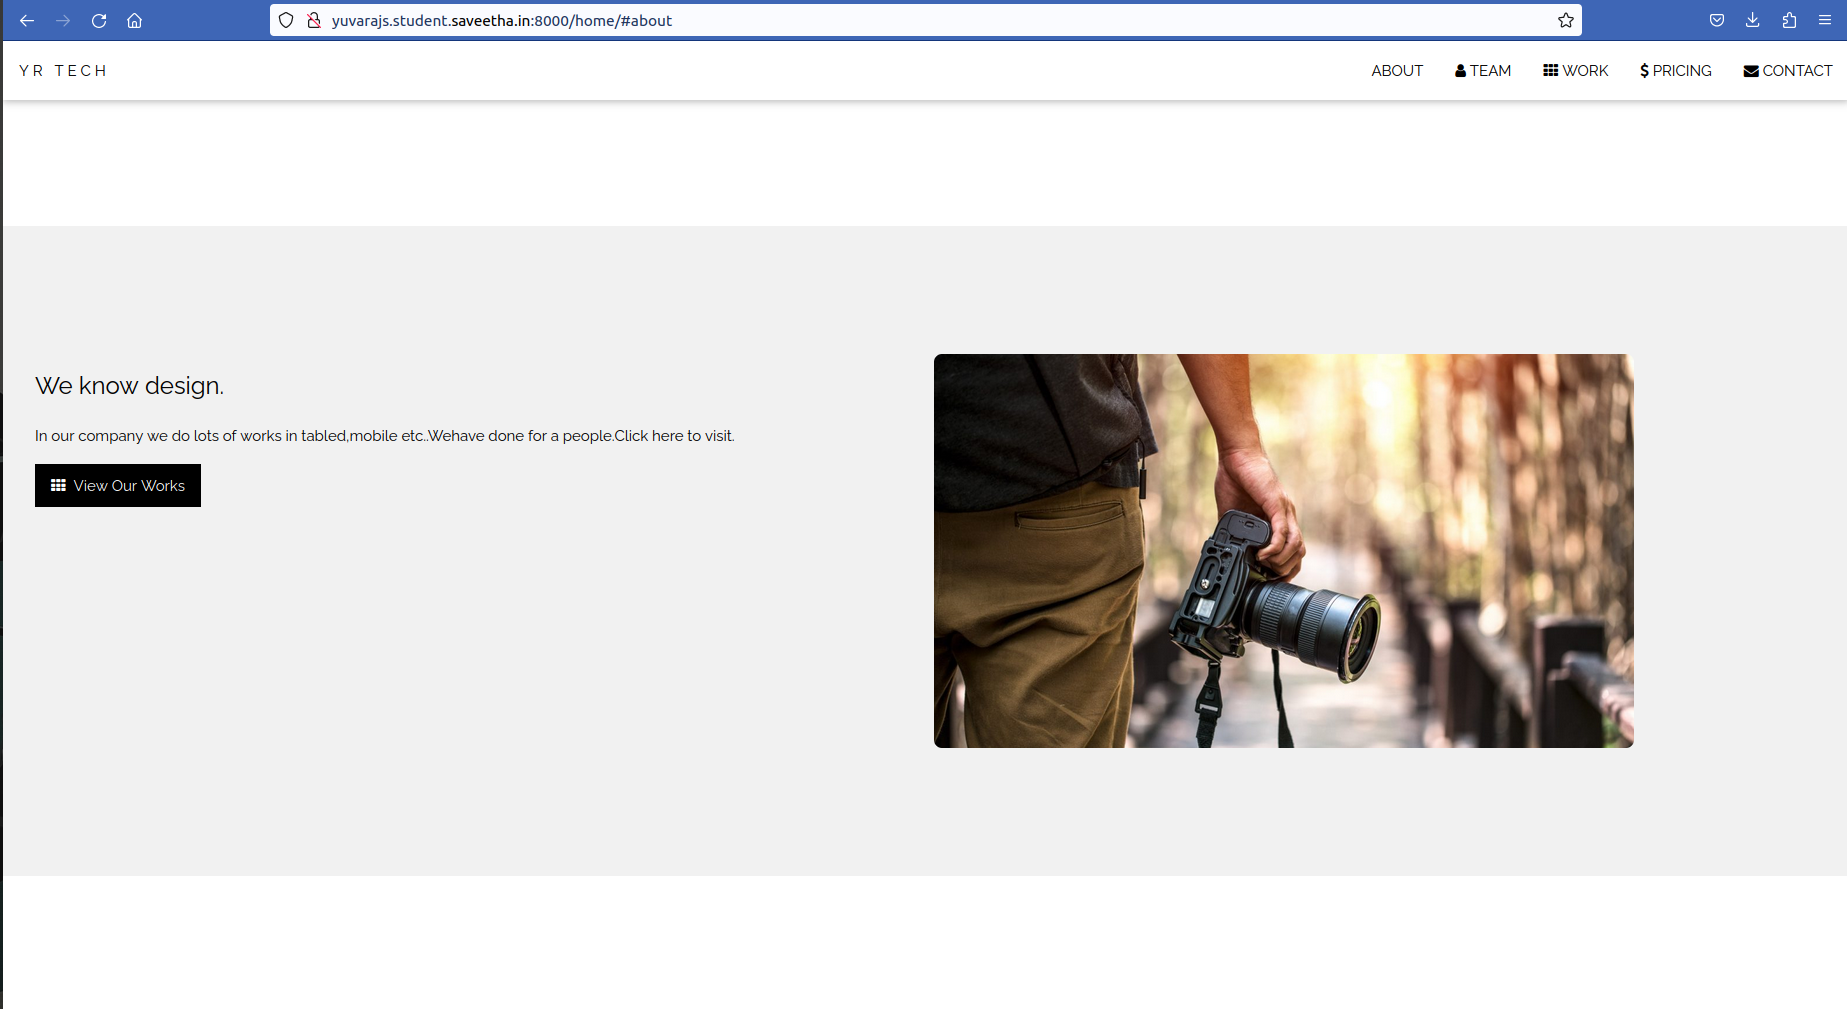 yuvarajs.student.saveetha.in:8000/home/#about
YR TECH
ABOUT TEAM WORK $ PRICING CONTACT
We know design.
In our company we do lots of works in tabled,mobile etc..Wehave done for a people.Click here to visit.
View Our Works